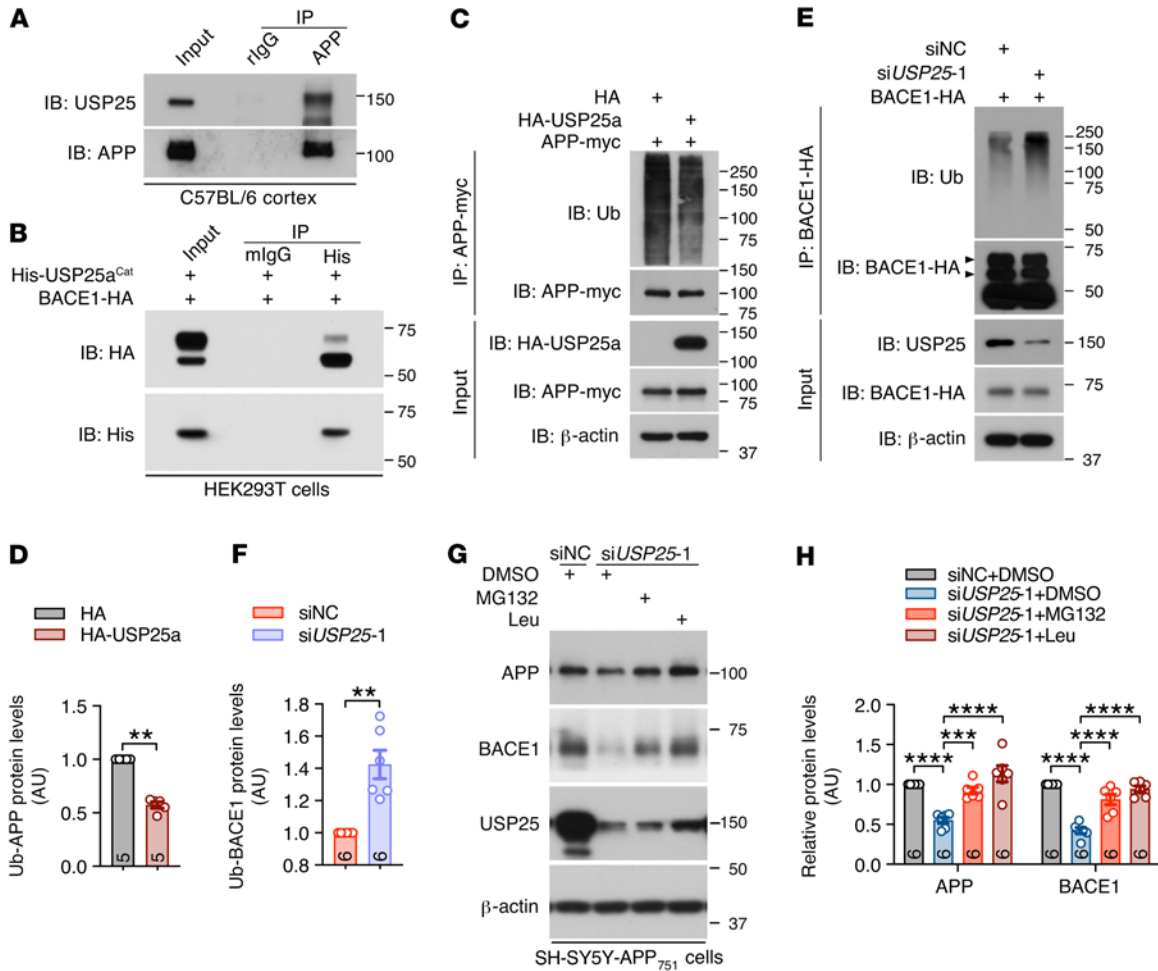 A
IP
Input
rIgG
APP
IB: USP25
150
IB: APP
100
C57BL/6 cortex
B
IP
Input
mIgG
His
His-USP25a^Cat + + +
BACE1-HA + + +
IB: HA
75
50
IB: His
75
50
HEK293T cells
C
HA +
HA-USP25a +
APP-myc + +
IP: APP-myc
IB: Ub
250
150
100
75
50
IB: APP-myc
150
100
75
Input
IB: HA-USP25a
150
100
IB: APP-myc
100
75
IB: β-actin
37
E
siNC +
siUSP25-1 +
BACE1-HA + +
IP: BACE1-HA
IB: Ub
250
150
100
75
50
IB: BACE1-HA
75
50
Input
IB: USP25
150
IB: BACE1-HA
75
IB: β-actin
37
D
HA
HA-USP25a
Ub-APP protein levels
(AU)
1.5
1.0
0.5
0.0
**
5
5
F
siNC
siUSP25-1
Ub-BACE1 protein levels
(AU)
1.8
1.6
1.4
1.2
1.0
0.8
**
6
6
G
siNC siUSP25-1
DMSO + +
MG132 +
Leu +
APP
100
BACE1
75
USP25
150
50
β-actin
37
SH-SY5Y-APP751 cells
H
siNC+DMSO
siUSP25-1+DMSO
siUSP25-1+MG132
siUSP25-1+Leu
Relative protein levels
(AU)
2.0
1.5
1.0
0.5
0.0
****
***
****
****
****
****
6 6 6 6 6 6 6 6
APP
BACE1